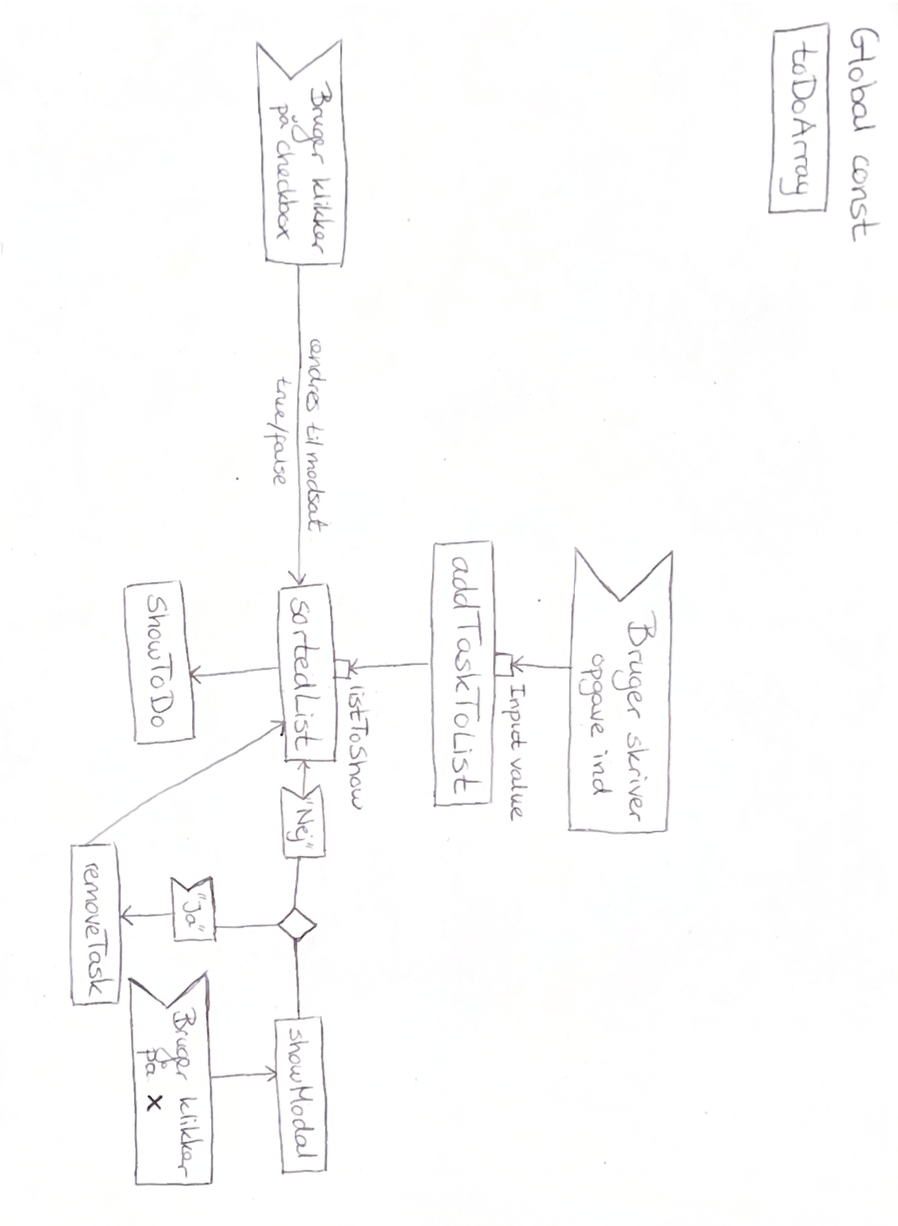 Global const
toDoArray
Bruger skriver
opgave ind
Input value
addTaskToList
listToShow
Bruger klikker
på checkbox
ændres til modsat
true/false
sortedList
"Nej"
showModal
"Ja"
ShowToDo
Bruger klikker
på x
removeTask